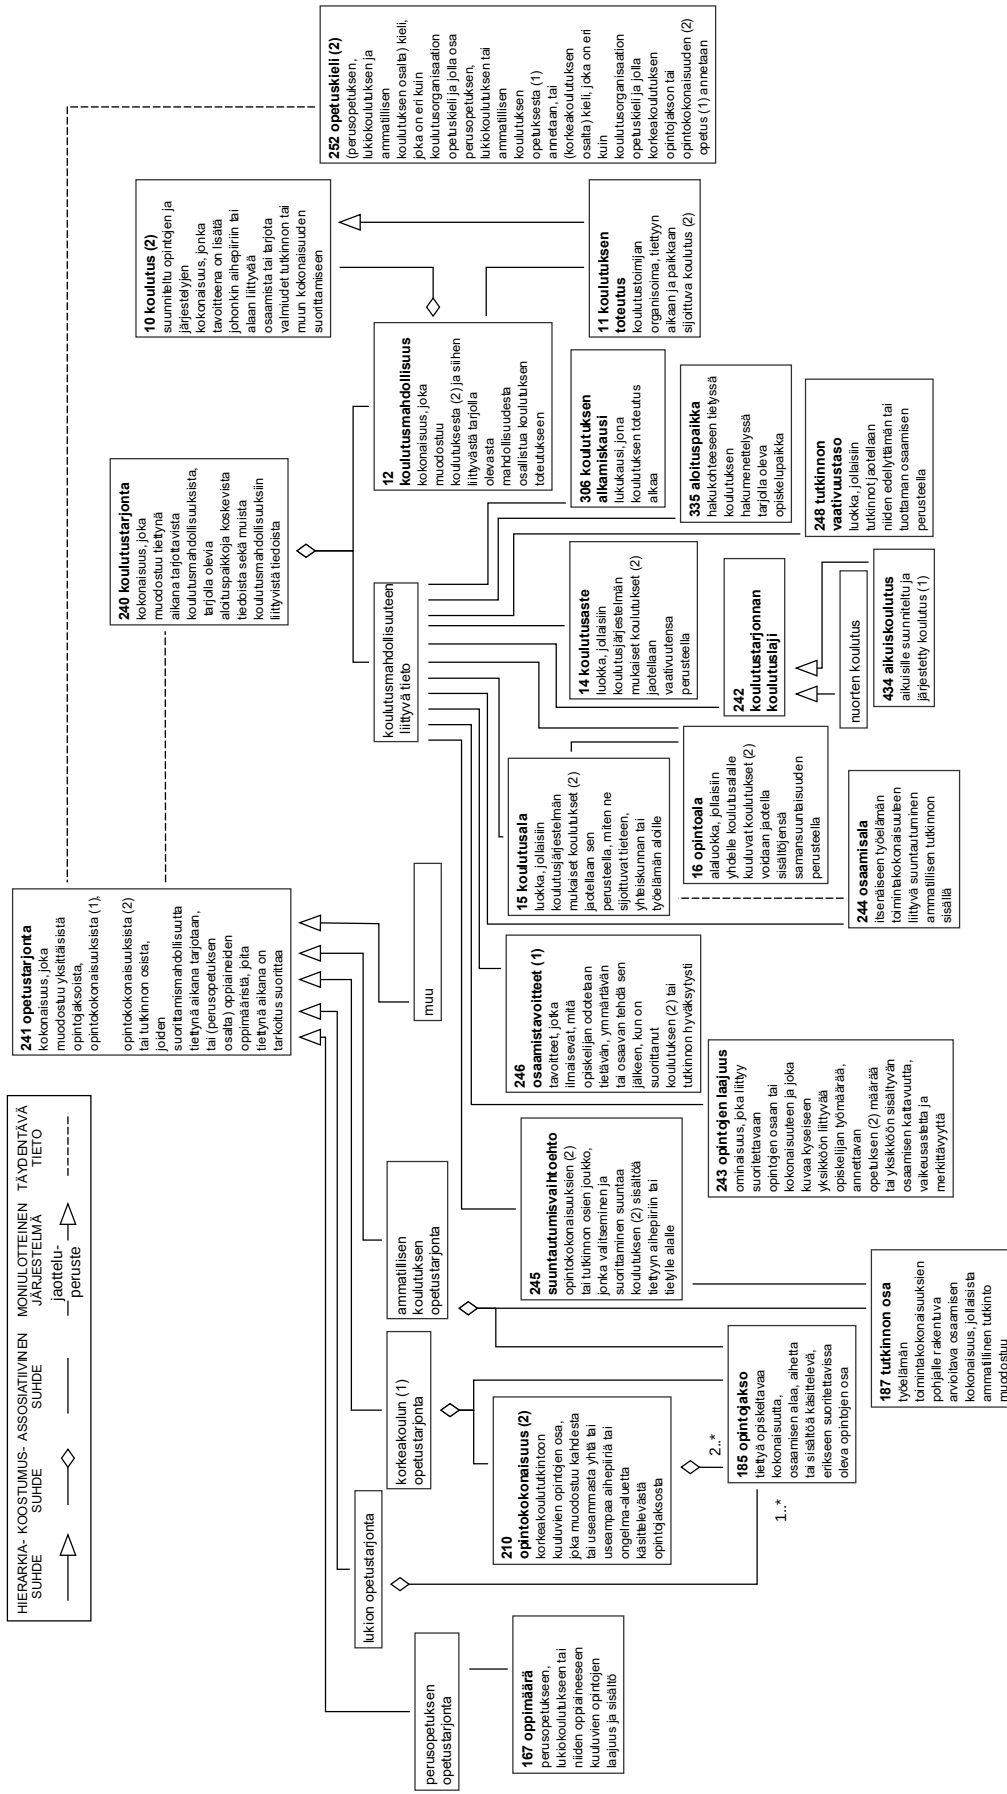 HIERARKIA-
SUHDE
KOOSTUMUS-
SUHDE
ASSOSIATIIVINEN
SUHDE
MONIULOTTEINEN
JÄRJESTELMÄ
jaottelu-
peruste
TÄYDENTÄVÄ
TIETO
241 opetustarjonta
kokonaisuus, joka
muodostuu yksittäisistä
opintojaksoista,
opintokokonaisuuksista (1),
opintokokonaisuuksista (2)
tai tutkinnon osista,
joiden
suorittamismahdollisuutta
tiettynä aikana tarjotaan,
tai (perusopetuksen
osalta) oppiaineiden
oppimääristä, joita
tiettynä aikana on
tarkoitus suorittaa
240 koulutustarjonta
kokonaisuus, joka
muodostuu tiettynä
aikana tarjottavista
koulutusmahdollisuuksista,
tarjolla olevia
aloituspaikkoja koskevista
tiedoista sekä muista
koulutusmahdollisuuksiin
liittyvistä tiedoista
10 koulutus (2)
suunniteltu opintojen ja
järjestelyjen
kokonaisuus, jonka
tavoitteena on lisätä
johonkin aihepiiriin tai
alaan liittyvää
osaamista tai tarjota
valmiudet tutkinnon tai
muun kokonaisuuden
suorittamiseen
252 opetuskieli (2)
(perusopetuksen,
lukiokoulutuksen ja
ammatillisen
koulutuksen osalta) kieli,
joka on eri kuin
koulutusorganisaation
opetuskieli ja jolla osa
perusopetuksen,
lukiokoulutuksen tai
ammatillisen
koulutuksen
opetuksesta (1)
annetaan, tai
(korkeakoulutuksen
osalta) kieli, joka on eri
kuin
koulutusorganisaation
opetuskieli ja jolla
korkeakoulutuksen
opintojakson tai
opintokokonaisuuden (2)
opetus (1) annetaan
perusopetuksen
opetustarjonta
lukion opetustarjonta
korkeakoulun (1)
opetustarjonta
ammatillisen
koulutuksen
opetustarjonta
muu
koulutusmahdollisuuteen
liittyvä tieto
12
koulutusmahdollisuus
kokonaisuus, joka
muodostuu
koulutuksesta (2) ja siihen
liittyvästä tarjolla
olevasta
mahdollisuudesta
osallistua koulutuksen
toteutukseen
11 koulutuksen
toteutus
koulutustoimijan
organisoima, tiettyyn
aikaan ja paikkaan
sijoittuva koulutus (2)
167 oppimäärä
perusopetukseen,
lukiokoulutukseen tai
niiden oppiaineeseen
kuuluvien opintojen
laajuus ja sisältö
210
opintokokonaisuus (2)
korkeakoulututkintoon
kuuluvien opintojen osa,
joka muodostuu kahdesta
tai useammasta yhtä tai
useampaa aihepiiriä tai
ongelma-aluetta
käsittelevästä
opintojaksosta
2..*
1..*
185 opintojakso
tiettyä opiskeltavaa
kokonaisuutta,
osaamisen alaa, aihetta
tai sisältöä käsittelevä,
erikseen suoritettavissa
oleva opintojen osa
187 tutkinnon osa
työelämän
toimintakokonaisuuksien
pohjalle rakentuva
arvioitava osaamisen
kokonaisuus, jollaisista
ammatillinen tutkinto
muodostuu
245
suuntautumisvaihtoehto
opintokokonaisuuksien (2)
tai tutkinnon osien joukko,
jonka valitseminen ja
suorittaminen suuntaa
koulutuksen (2) sisältöä
tiettyyn aihepiiriin tai
tietylle alalle
243 opintojen laajuus
ominaisuus, joka liittyy
suoritettavaan
opintojen osaan tai
kokonaisuuteen ja joka
kuvaa kyseiseen
yksikköön liittyvää
opiskelijan työmäärää,
annettavan
opetuksen (2) määrää
tai yksikköön sisältyvän
osaamisen kattavuutta,
vaikeusastetta ja
merkittävyyttä
246
osaamistavoitteet (1)
tavoitteet, jotka
ilmaisevat, mitä
opiskelijan odotetaan
tietävän, ymmärtävän
tai osaavan tehdä sen
jälkeen, kun on
suorittanut
koulutuksen (2) tai
tutkinnon hyväksytysti
244 osaamisala
itsenäiseen työelämän
toimintakokonaisuuteen
liittyvä suuntautuminen
ammatillisen tutkinnon
sisällä
15 koulutusala
luokka, jollaisiin
koulutusjärjestelmän
mukaiset koulutukset (2)
jaotellaan sen
perusteella, miten ne
sijoittuvat tieteen,
yhteiskunnan tai
työelämän aloille
16 opintoala
alaluokka, jollaisiin
yhdelle koulutusalalle
kuuluvat koulutukset (2)
voidaan jaotella
sisältöjensä
samansuuntaisuuden
perusteella
14 koulutusaste
luokka, jollaisiin
koulutusjärjestelmän
mukaiset koulutukset (2)
jaotellaan
vaativuutensa
perusteella
242
koulutustarjonnan
koulutuslaji
nuorten koulutus
434 aikuiskoulutus
aikuisille suunniteltu ja
järjestetty koulutus (1)
306 koulutuksen
alkamiskausi
lukukausi, jona
koulutuksen toteutus
alkaa
335 aloituspaikka
hakukohteeseen tietyssä
koulutuksen
hakumenettelyssä
tarjolla oleva
opiskelupaikka
248 tutkinnon
vaativuustaso
luokka, jollaisiin
tutkinnot jaotellaan
niiden edellyttämän tai
tuottaman osaamisen
perusteella